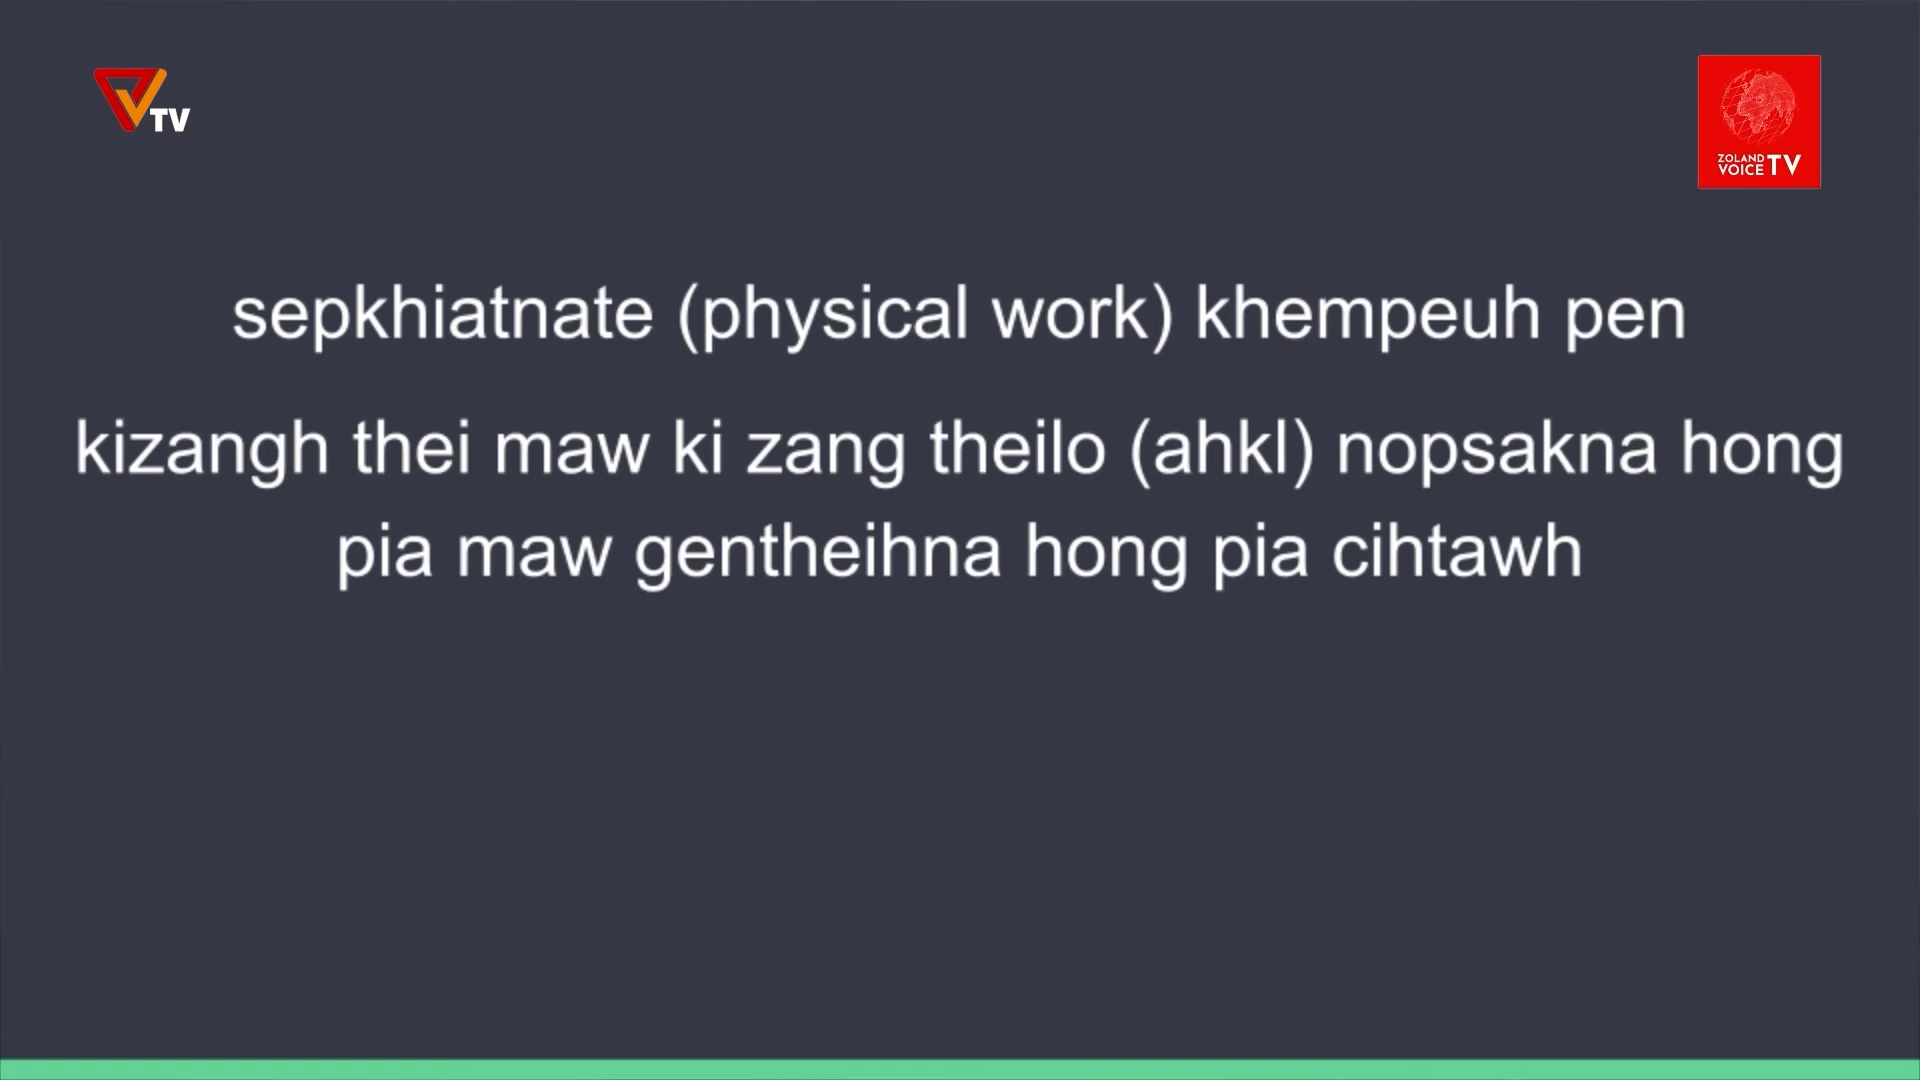 TV
ZOLAND
VOICE TV
sepkhiatnate (physical work) khempeuh pen
kizangh thei maw ki zang theilo (ahkl) nopsakna hong
pia maw gentheihna hong pia cihtawh